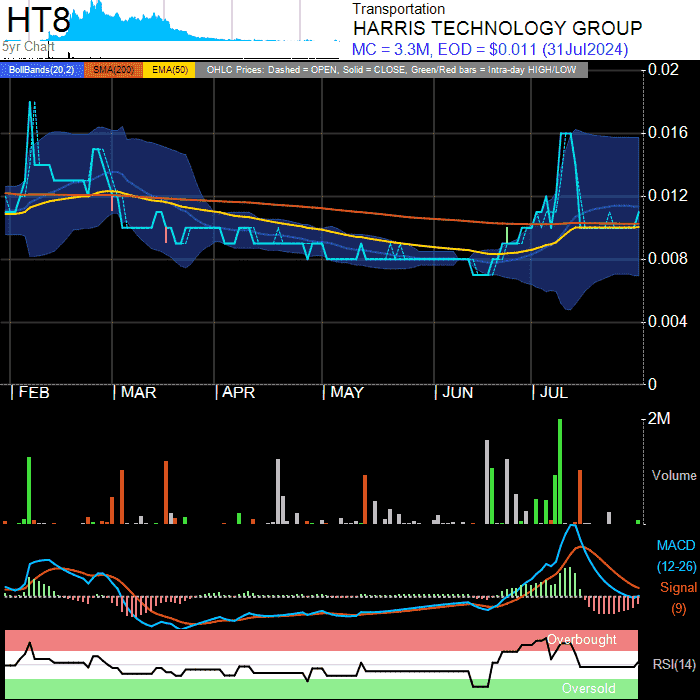 HT8
5yr Chart
Transportation
HARRIS TECHNOLOGY GROUP
MC = 3.3M, EOD = $0.011 (31Jul2024)
BollBands(20,2) SMA(200) EMA(50) OHLC Prices: Dashed = OPEN, Solid = CLOSE, Green/Red bars = Intra-day HIGH/LOW
0.02
0.016
0.012
0.008
0.004
0
FEB MAR APR MAY JUN JUL
2M
Volume
MACD
(12-26)
Signal
(9)
Overbought
RSI(14)
Oversold